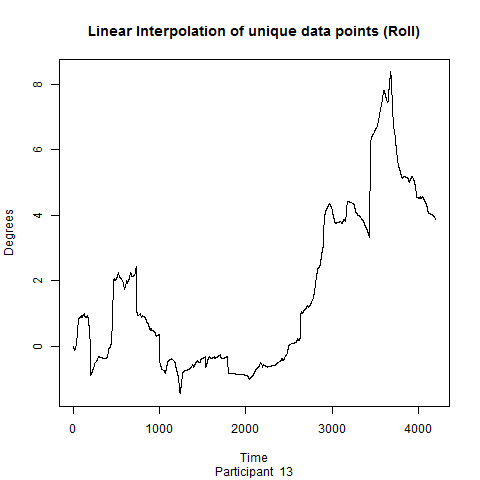 Linear Interpolation of unique data points (Roll)
Degrees
8
6
4
2
0
0 1000 2000 3000 4000
Time
Participant 13